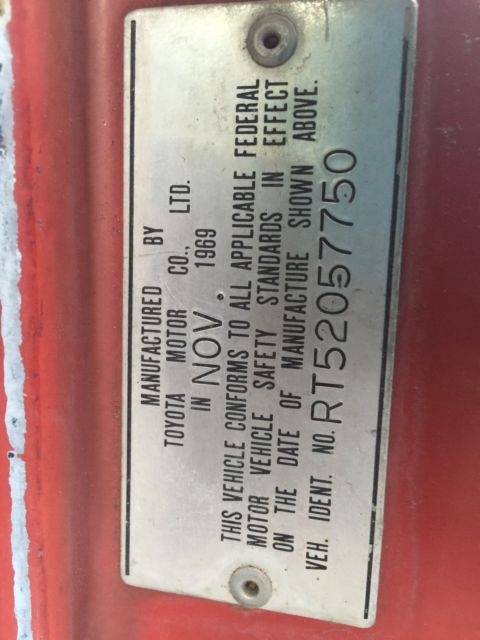 MANUFACTURED BY
TOYOTA MOTOR CO., LTD.
IN NOV. 1969
THIS VEHICLE CONFORMS TO ALL APPLICABLE FEDERAL
MOTOR VEHICLE SAFETY STANDARDS IN EFFECT
ON THE DATE OF MANUFACTURE SHOWN ABOVE.
VEH. IDENT. NO. RT52057750